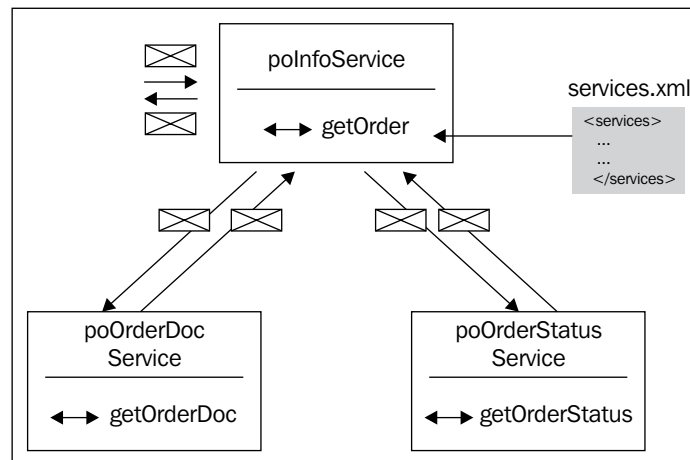 poInfoService
getOrder
services.xml
<services>
...
...
</services>
poOrderDoc
Service
getOrderDoc
poOrderStatus
Service
getOrderStatus